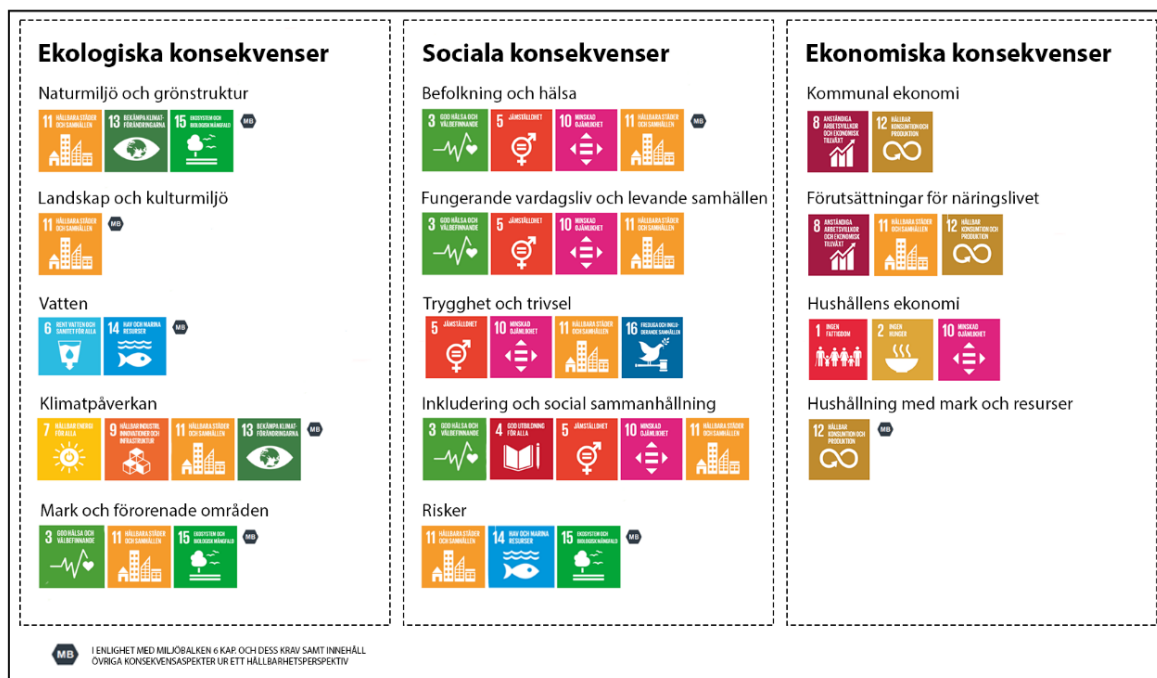 Ekologiska konsekvenser
Naturmiljö och grönstruktur
11 HÅLLBARA STÄDER OCH SAMHÄLLEN
13 BEKÄMPA KLIMAT-FÖRÄNDRINGARNA
15 EKOSYSTEM OCH BIOLOGISK MÅNGFALD
MB
Landskap och kulturmiljö
11 HÅLLBARA STÄDER OCH SAMHÄLLEN
MB
Vatten
6 RENT VATTEN OCH SANITET FÖR ALLA
14 HAV OCH MARINA RESURSER
MB
Klimatpåverkan
7 HÅLLBAR ENERGI FÖR ALLA
9 HÅLLBAR INDUSTRI, INNOVATIONER OCH INFRASTRUKTUR
11 HÅLLBARA STÄDER OCH SAMHÄLLEN
13 BEKÄMPA KLIMAT-FÖRÄNDRINGARNA
MB
Mark och förorenade områden
3 GOD HÄLSA OCH VÄLBEFINNANDE
11 HÅLLBARA STÄDER OCH SAMHÄLLEN
15 EKOSYSTEM OCH BIOLOGISK MÅNGFALD
MB
Sociala konsekvenser
Befolkning och hälsa
3 GOD HÄLSA OCH VÄLBEFINNANDE
5 JÄMSTÄLLDHET
10 MINSKAD OJÄMLIKHET
11 HÅLLBARA STÄDER OCH SAMHÄLLEN
MB
Fungerande vardagsliv och levande samhällen
3 GOD HÄLSA OCH VÄLBEFINNANDE
5 JÄMSTÄLLDHET
10 MINSKAD OJÄMLIKHET
11 HÅLLBARA STÄDER OCH SAMHÄLLEN
Trygghet och trivsel
5 JÄMSTÄLLDHET
10 MINSKAD OJÄMLIKHET
11 HÅLLBARA STÄDER OCH SAMHÄLLEN
16 FREDLIGA OCH INKLU-DERANDE SAMHÄLLEN
Inkludering och social sammanhållning
3 GOD HÄLSA OCH VÄLBEFINNANDE
4 GOD UTBILDNING FÖR ALLA
5 JÄMSTÄLLDHET
10 MINSKAD OJÄMLIKHET
11 HÅLLBARA STÄDER OCH SAMHÄLLEN
Risker
11 HÅLLBARA STÄDER OCH SAMHÄLLEN
14 HAV OCH MARINA RESURSER
15 EKOSYSTEM OCH BIOLOGISK MÅNGFALD
MB
Ekonomiska konsekvenser
Kommunal ekonomi
8 ANSTÄNDIGA ARBETSVILLKOR OCH EKONOMISK TILLVÄXT
12 HÅLLBAR KONSUMTION OCH PRODUKTION
Förutsättningar för näringslivet
8 ANSTÄNDIGA ARBETSVILLKOR OCH EKONOMISK TILLVÄXT
11 HÅLLBARA STÄDER OCH SAMHÄLLEN
12 HÅLLBAR KONSUMTION OCH PRODUKTION
Hushållens ekonomi
1 INGEN FATTIGDOM
2 INGEN HUNGER
10 MINSKAD OJÄMLIKHET
Hushållning med mark och resurser
12 HÅLLBAR KONSUMTION OCH PRODUKTION
MB
MB
I ENLIGHET MED MILJÖBALKEN 6 KAP. OCH DESS KRAV SAMT INNEHÅLL
ÖVRIGA KONSEKVENSASPEKTER UR ETT HÅLLBARHETSPERSPEKTIV